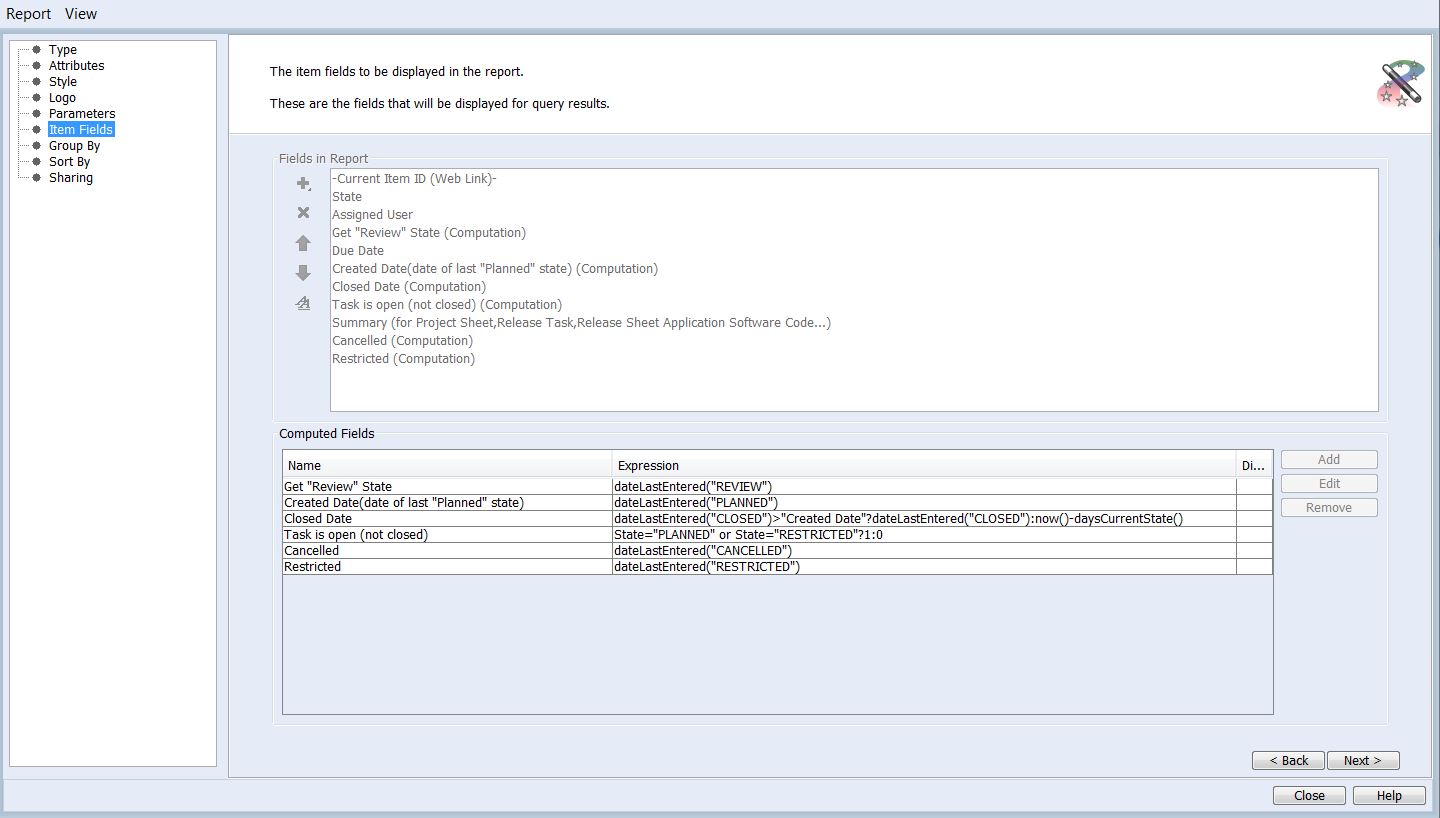 Report View
Type
Attributes
Style
Logo
Parameters
Item Fields
Group By
Sort By
Sharing
The item fields to be displayed in the report.
These are the fields that will be displayed for query results.
Fields in Report
-Current Item ID (Web Link)-
State
Assigned User
Get "Review" State (Computation)
Due Date
Created Date(date of last "Planned" state) (Computation)
Closed Date (Computation)
Task is open (not closed) (Computation)
Summary (for Project Sheet,Release Task,Release Sheet Application Software Code...)
Cancelled (Computation)
Restricted (Computation)
Computed Fields
Name Expression Di...
Get "Review" State dateLastEntered("REVIEW")
Created Date(date of last "Planned" state) dateLastEntered("PLANNED")
Closed Date dateLastEntered("CLOSED")>"Created Date"?dateLastEntered("CLOSED"):now()-daysCurrentState()
Task is open (not closed) State="PLANNED" or State="RESTRICTED"?1:0
Cancelled dateLastEntered("CANCELLED")
Restricted dateLastEntered("RESTRICTED")
Add
Edit
Remove
< Back Next >
Close Help